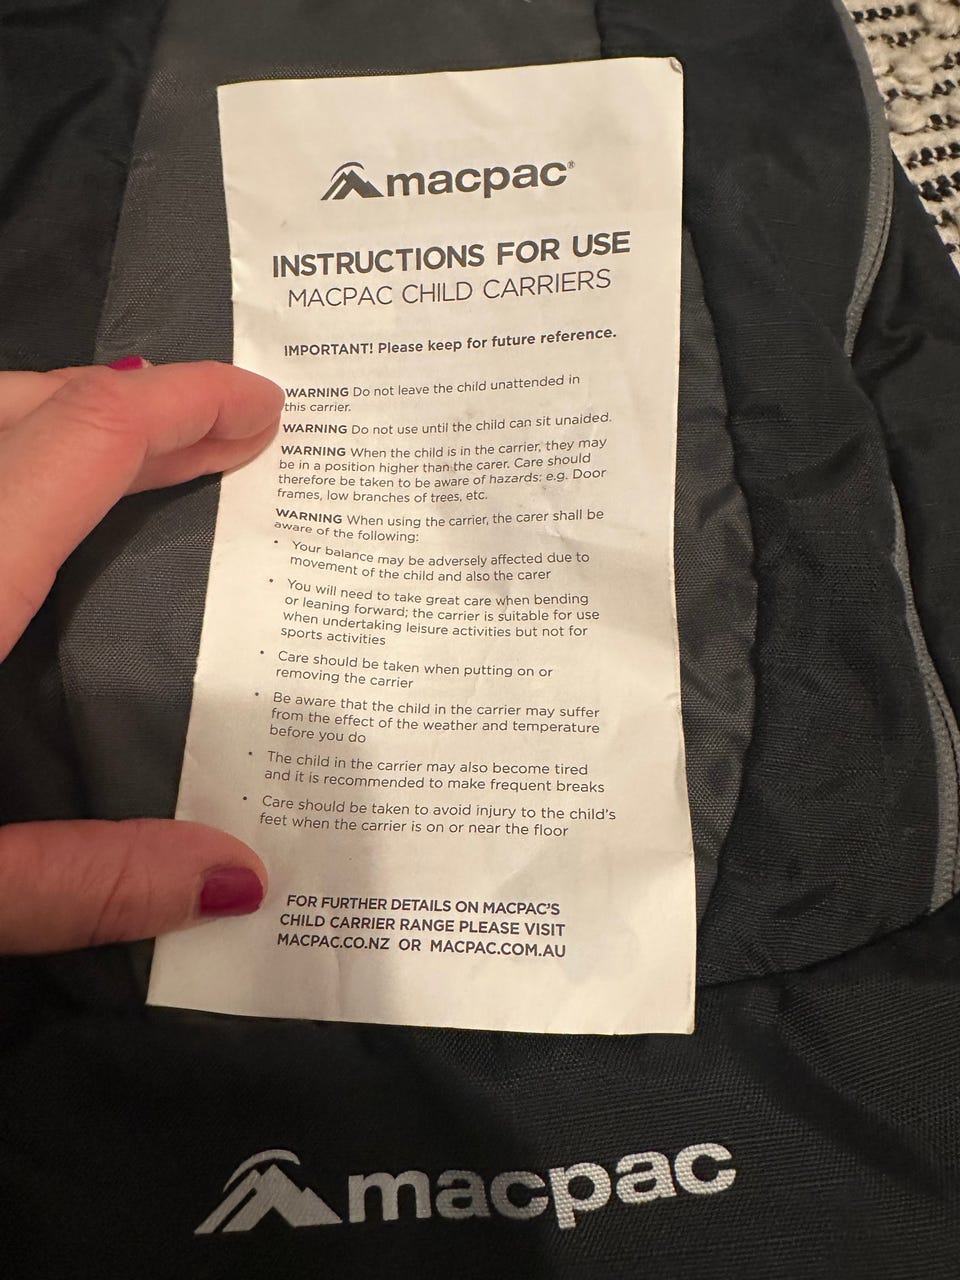 macpac®
INSTRUCTIONS FOR USE
MACPAC CHILD CARRIERS
IMPORTANT! Please keep for future reference.
WARNING Do not leave the child unattended in
this carrier.
WARNING Do not use until the child can sit unaided.
WARNING When the child is in the carrier, they may
be in a position higher than the carer. Care should
therefore be taken to be aware of hazards: e.g. Door
frames, low branches of trees, etc.
WARNING When using the carrier, the carer shall be
aware of the following:
• Your balance may be adversely affected due to
movement of the child and also the carer
• You will need to take great care when bending
or leaning forward; the carrier is suitable for use
when undertaking leisure activities but not for
sports activities
• Care should be taken when putting on or
removing the carrier
• Be aware that the child in the carrier may suffer
from the effect of the weather and temperature
before you do
• The child in the carrier may also become tired
and it is recommended to make frequent breaks
• Care should be taken to avoid injury to the child's
feet when the carrier is on or near the floor
FOR FURTHER DETAILS ON MACPAC'S
CHILD CARRIER RANGE PLEASE VISIT
MACPAC.CO.NZ OR MACPAC.COM.AU
macpac